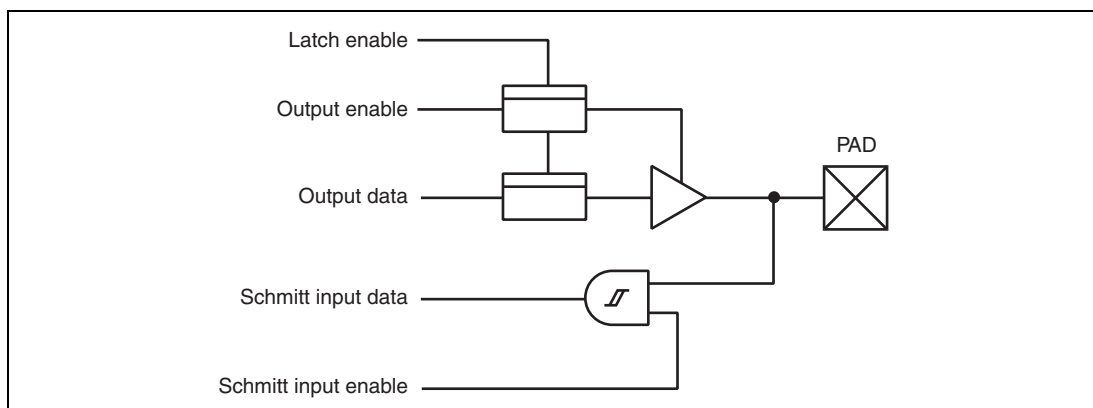 Latch enable
Output enable
PAD
Output data
Schmitt input data
Schmitt input enable